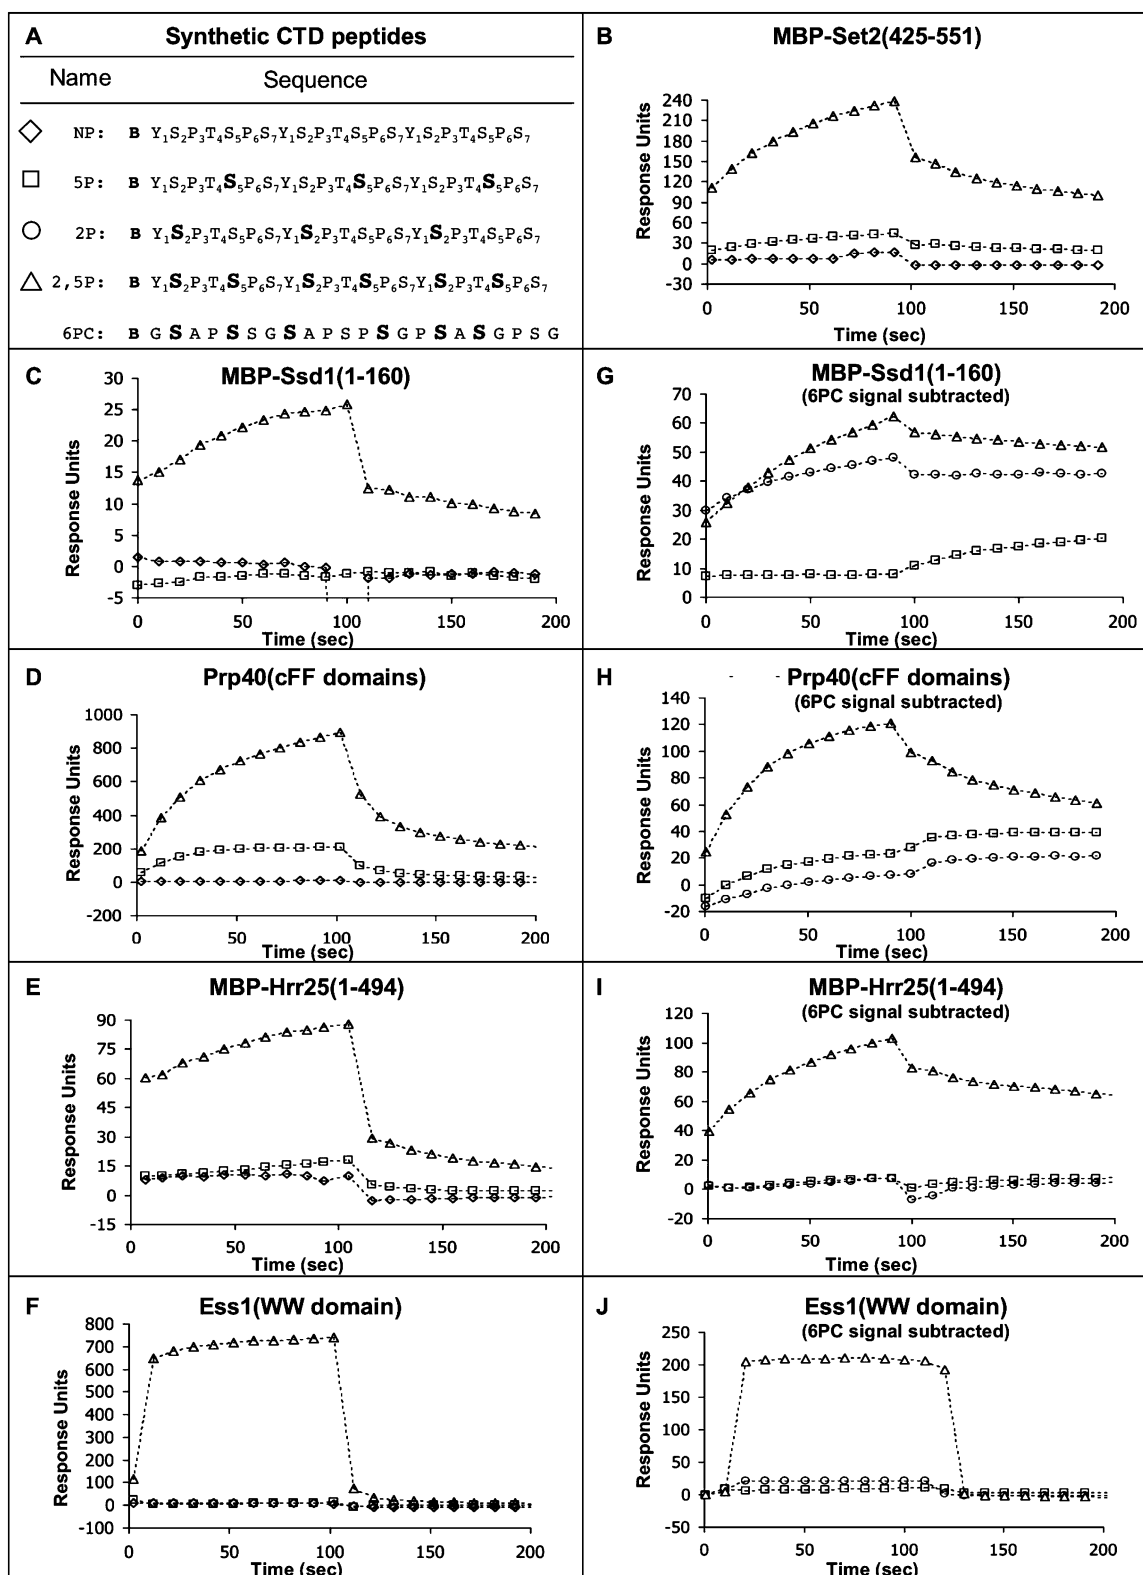 A Synthetic CTD peptides
Name Sequence
NP: B Y1S2P3T4S5P6S7Y1S2P3T4S5P6S7Y1S2P3T4S5P6S7
5P: B Y1S2P3T4S5P6S7Y1S2P3T4S5P6S7Y1S2P3T4S5P6S7
2P: B Y1S2P3T4S5P6S7Y1S2P3T4S5P6S7Y1S2P3T4S5P6S7
2,5P: B Y1S2P3T4S5P6S7Y1S2P3T4S5P6S7Y1S2P3T4S5P6S7
6PC: B G S A P S S G S A P S P S G P S A S G P S G
B MBP-Set2(425-551)
Response Units
240
210
180
150
120
90
60
30
0
-30
0 50 100 150 200
Time (sec)
C MBP-Ssd1(1-160)
Response Units
30
25
20
15
10
5
0
-5
0 50 100 150 200
Time (sec)
G MBP-Ssd1(1-160)
(6PC signal subtracted)
Response Units
70
60
50
40
30
20
10
0
0 50 100 150 200
Time (sec)
D Prp40(cFF domains)
Response Units
1000
800
600
400
200
0
-200
0 50 100 150 200
Time (sec)
H Prp40(cFF domains)
(6PC signal subtracted)
Response Units
140
120
100
80
60
40
20
0
-20
0 50 100 150 200
Time (sec)
E MBP-Hrr25(1-494)
Response Units
90
75
60
45
30
15
0
-15
0 50 100 150 200
Time (sec)
I MBP-Hrr25(1-494)
(6PC signal subtracted)
Response Units
120
100
80
60
40
20
0
-20
0 50 100 150 200
Time (sec)
F Ess1(WW domain)
Response Units
800
700
600
500
400
300
200
100
0
-100
0 50 100 150 200
Time (sec)
J Ess1(WW domain)
(6PC signal subtracted)
Response Units
250
200
150
100
50
0
-50
0 50 100 150 200
Time (sec)